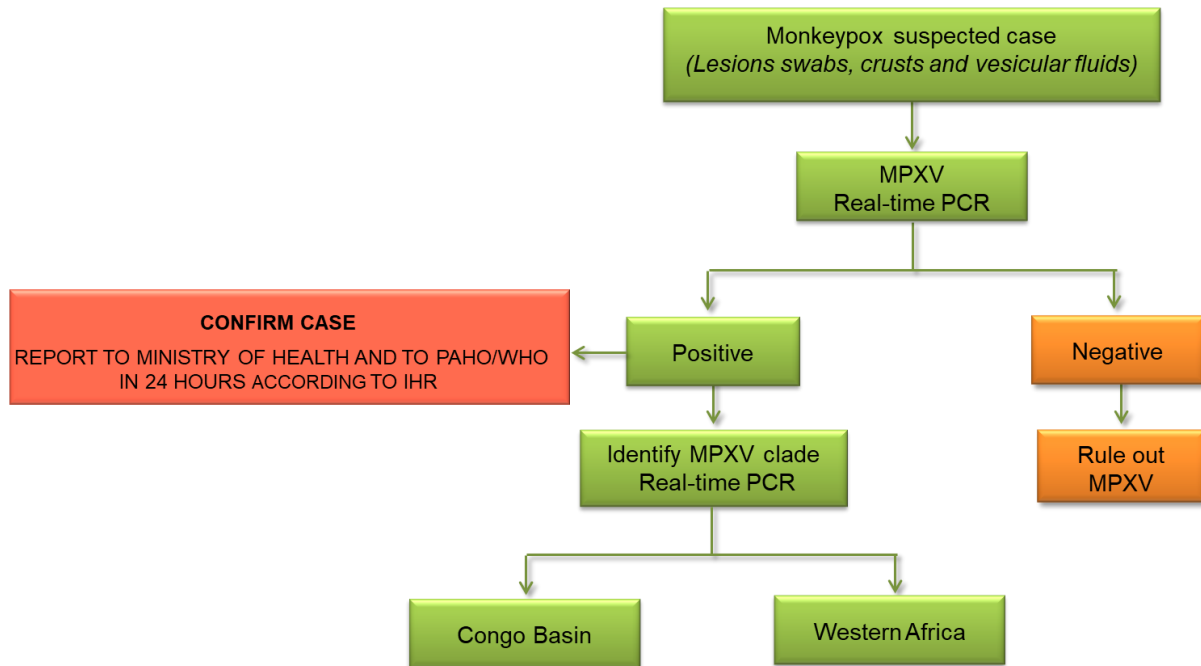 Monkeypox suspected case
(Lesions swabs, crusts and vesicular fluids)
MPXV
Real-time PCR
CONFIRM CASE
REPORT TO MINISTRY OF HEALTH AND TO PAHO/WHO
IN 24 HOURS ACCORDING TO IHR
Positive
Negative
Identify MPXV clade
Real-time PCR
Rule out
MPXV
Congo Basin
Western Africa